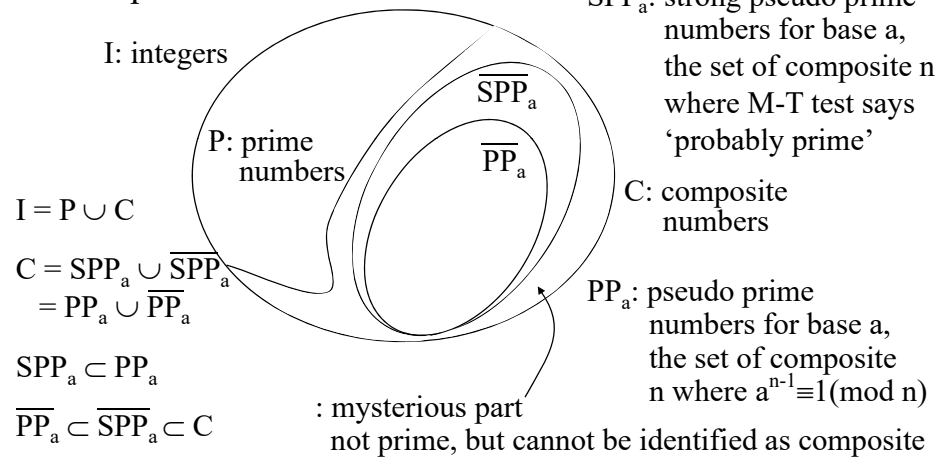 SPP_a: strong pseudo prime
numbers for base a,
the set of composite n
where M-T test says
‘probably prime’
I: integers
P: prime
numbers
S̅P̅P̅_a
P̅P̅_a
C: composite
numbers
I = P ∪ C
C = SPP_a ∪ S̅P̅P̅_a
= PP_a ∪ P̅P̅_a
SPP_a ⊂ PP_a
P̅P̅_a ⊂ S̅P̅P̅_a ⊂ C
PP_a: pseudo prime
numbers for base a,
the set of composite
n where a^{n-1}≡1(mod n)
: mysterious part
not prime, but cannot be identified as composite